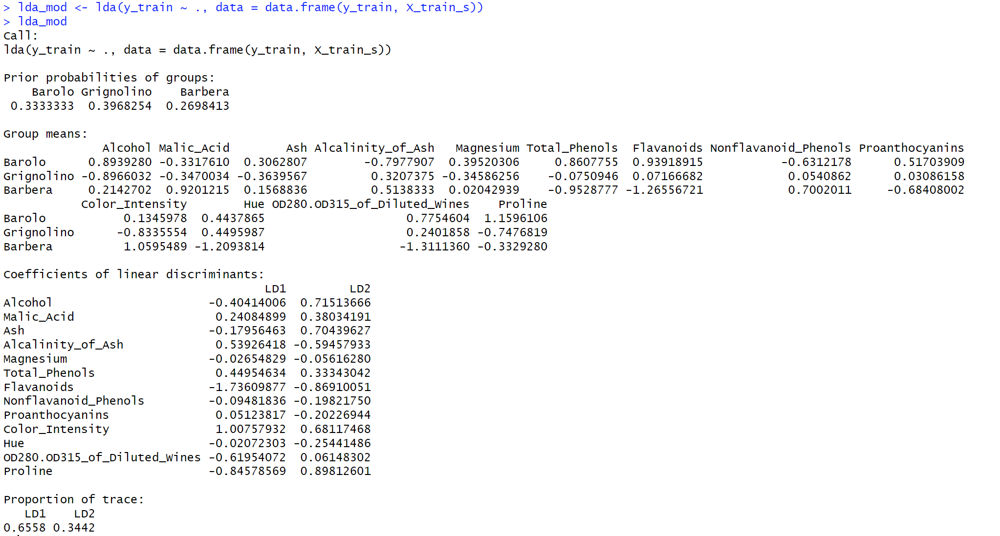 > lda_mod <- lda(y_train ~ ., data = data.frame(y_train, X_train_s))
> lda_mod
Call:
lda(y_train ~ ., data = data.frame(y_train, X_train_s))

Prior probabilities of groups:
    Barolo Grignolino    Barbera
 0.3333333  0.3968254  0.2698413

Group means:
              Alcohol Malic_Acid        Ash Alcalinity_of_Ash   Magnesium Total_Phenols  Flavanoids Nonflavanoid_Phenols Proanthocyanins
Barolo      0.8939280 -0.3317610  0.3062807        -0.7977907  0.39520306     0.8607755  0.93918915           -0.6312178      0.51703909
Grignolino -0.8966032 -0.3470034 -0.3639567         0.3207375 -0.34586256    -0.0750946  0.07166682            0.0540862      0.03086158
Barbera     0.2142702  0.9201215  0.1568836         0.5138333  0.02042939    -0.9528777 -1.26556721            0.7002011     -0.68408002
           Color_Intensity        Hue OD280.OD315_of_Diluted_Wines    Proline
Barolo           0.1345978  0.4437865                    0.7754604  1.1596106
Grignolino      -0.8335554  0.4495987                    0.2401858 -0.7476819
Barbera          1.0595489 -1.2093814                   -1.3111360 -0.3329280

Coefficients of linear discriminants:
                                     LD1         LD2
Alcohol                      -0.40414006  0.71513666
Malic_Acid                    0.24084899  0.38034191
Ash                          -0.17956463  0.70439627
Alcalinity_of_Ash             0.53926418 -0.59457933
Magnesium                    -0.02654829 -0.05616280
Total_Phenols                 0.44954634  0.33343042
Flavanoids                   -1.73609877 -0.86910051
Nonflavanoid_Phenols         -0.09481836 -0.19821750
Proanthocyanins               0.05123817 -0.20226944
Color_Intensity               1.00757932  0.68117468
Hue                          -0.02072303 -0.25441486
OD280.OD315_of_Diluted_Wines -0.61954072  0.06148302
Proline                      -0.84578569  0.89812601

Proportion of trace:
   LD1    LD2
0.6558 0.3442